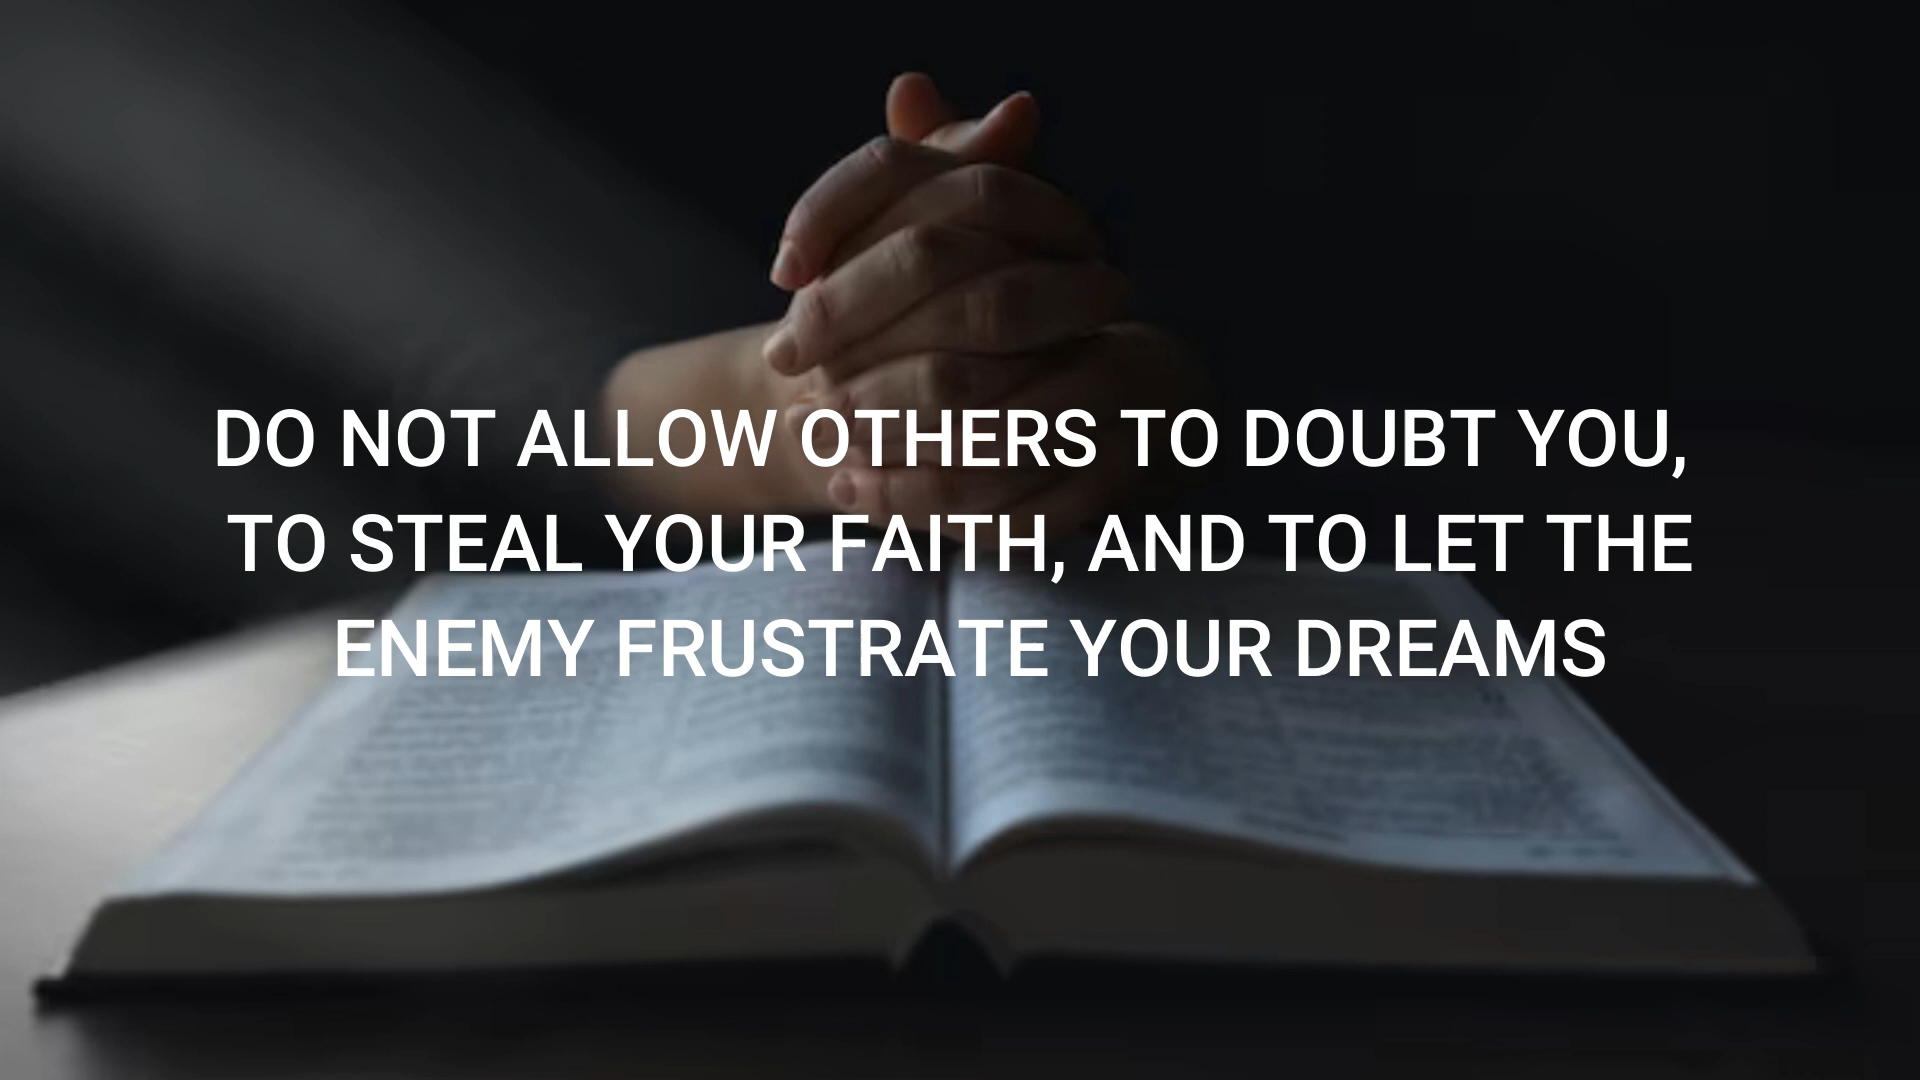 DO NOT ALLOW OTHERS TO DOUBT YOU,
TO STEAL YOUR FAITH, AND TO LET THE
ENEMY FRUSTRATE YOUR DREAMS